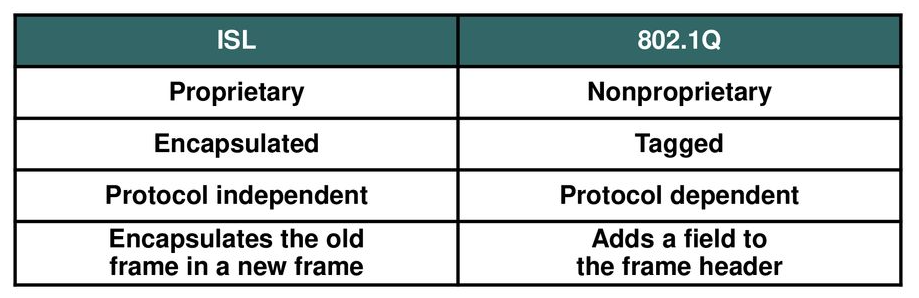 ISL 802.1Q
Proprietary Nonproprietary
Encapsulated Tagged
Protocol independent Protocol dependent
Encapsulates the old Adds a field to
frame in a new frame the frame header